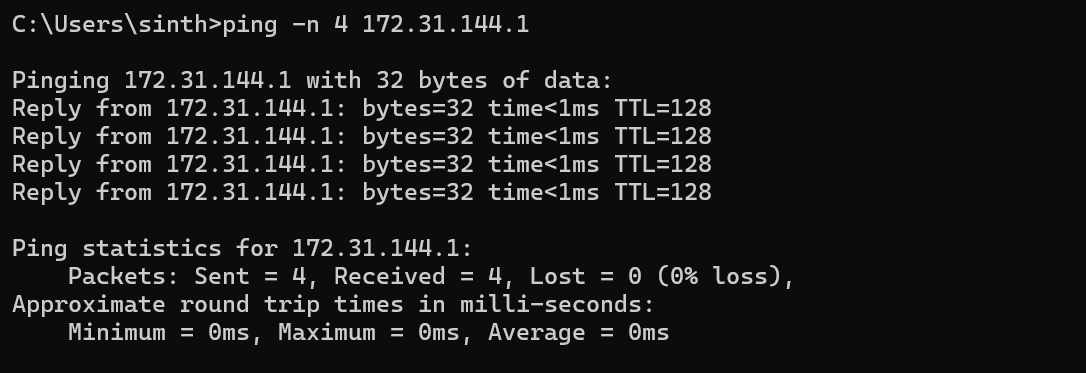 C:\Users\sinth>ping -n 4 172.31.144.1
Pinging 172.31.144.1 with 32 bytes of data:
Reply from 172.31.144.1: bytes=32 time<1ms TTL=128
Reply from 172.31.144.1: bytes=32 time<1ms TTL=128
Reply from 172.31.144.1: bytes=32 time<1ms TTL=128
Reply from 172.31.144.1: bytes=32 time<1ms TTL=128
Ping statistics for 172.31.144.1:
    Packets: Sent = 4, Received = 4, Lost = 0 (0% loss),
Approximate round trip times in milli-seconds:
    Minimum = 0ms, Maximum = 0ms, Average = 0ms